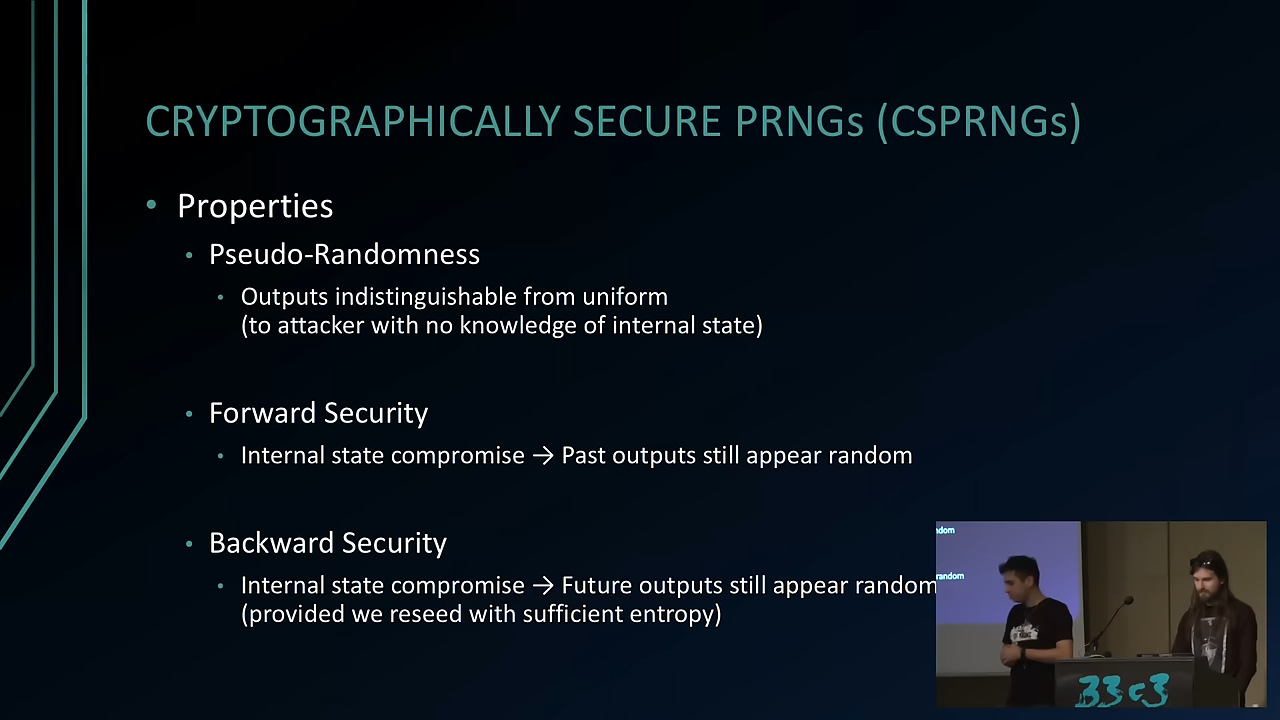 CRYPTOGRAPHICALLY SECURE PRNGs (CSPRNGs)
• Properties
• Pseudo-Randomness
• Outputs indistinguishable from uniform
(to attacker with no knowledge of internal state)
• Forward Security
• Internal state compromise → Past outputs still appear random
• Backward Security
• Internal state compromise → Future outputs still appear random
(provided we reseed with sufficient entropy)
dom
random
33c3